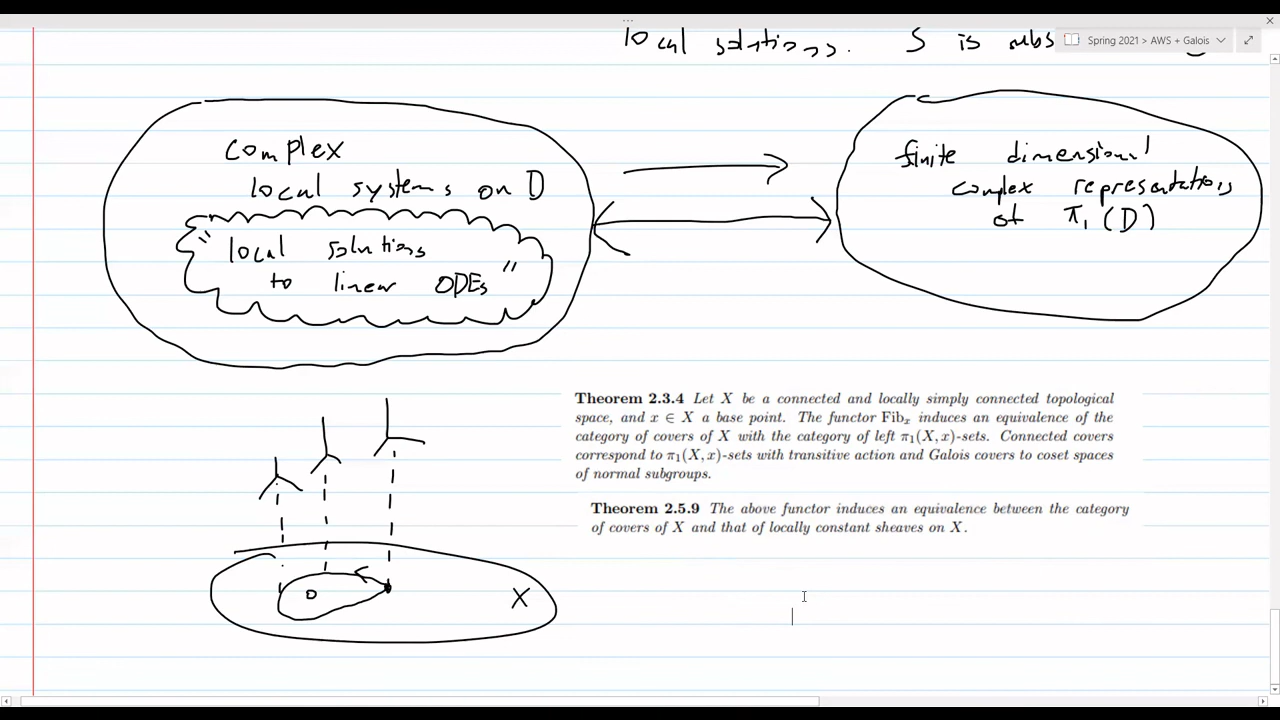 local solutions. S is
Spring 2021 > AWS + Galois
complex
local systems on D
"local solutions
to linear ODEs"
finite dimensional
complex representations
of π₁(D)
Theorem 2.3.4 Let X be a connected and locally simply connected topological
space, and x ∈ X a base point. The functor Fibₓ induces an equivalence of the
category of covers of X with the category of left π₁(X, x)-sets. Connected covers
correspond to π₁(X, x)-sets with transitive action and Galois covers to coset spaces
of normal subgroups.
Theorem 2.5.9 The above functor induces an equivalence between the category
of covers of X and that of locally constant sheaves on X.
X